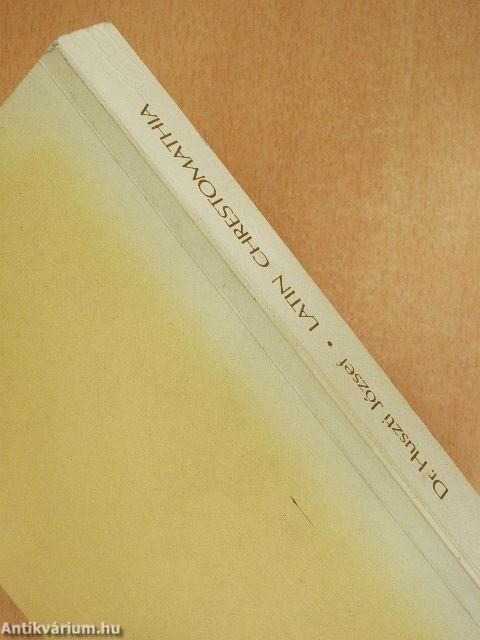 Dr. Huszti József • LATIN CHRESTOMATHIA
Antikvárium.hu